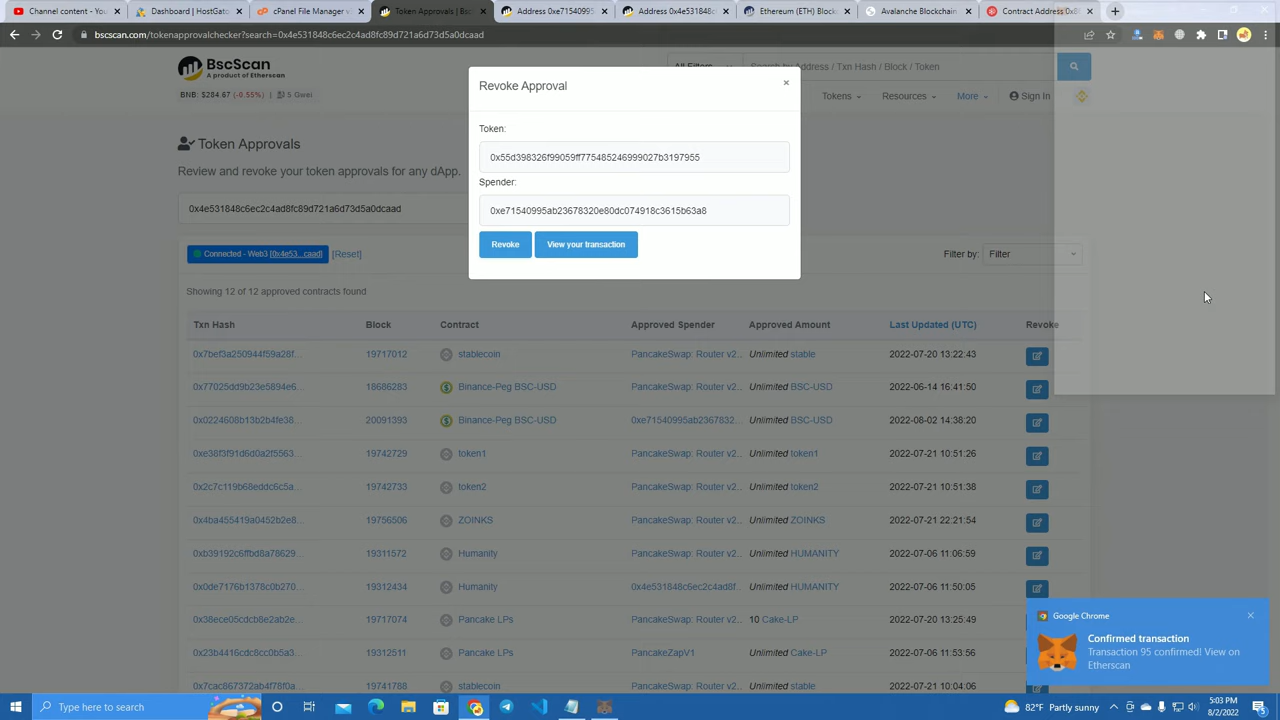 Content content - You
Dashboard | HostGato
cPanel File Manager v
Token Approvals | Bsc
Address 0xe7154099
Address 0x4e531848
Ethereum (ETH) Block
Avalanche Blockchain
Contract Address 0x8
bscscan.com/tokenapprovalchecker?search=0x4e531848c6ec2c4ad8fc89d721a6d73d5a0dcaad
BscScan
A product of Etherscan
All Filters
Search by Address / Txn Hash / Block / Token
BNB: $284.67 (-0.55%) | 5 Gwei
Tokens
Resources
More
Sign In
Token Approvals
Review and revoke your token approvals for any dApp.
0x4e531848c6ec2c4ad8fc89d721a6d73d5a0dcaad
Revoke Approval
×
Token:
0x55d398326f99059ff775485246999027b3197955
Spender:
0xe71540995ab23678320e80dc074918c3615b63a8
Revoke
View your transaction
Connected - Web3 [0x4e53...caad]
[Reset]
Filter by:
Filter
Showing 12 of 12 approved contracts found
Txn Hash Block Contract Approved Spender Approved Amount Last Updated (UTC) Revoke
0x7bef3a250944f59a28f... 19717012 stablecoin PancakeSwap: Router v2... Unlimited stable 2022-07-20 13:22:43
0x77025dd9b23e5894e6... 18686283 Binance-Peg BSC-USD PancakeSwap: Router v2... Unlimited BSC-USD 2022-06-14 16:41:50
0x0224608b13b2b4fe38... 20091393 Binance-Peg BSC-USD 0xe71540995ab2367832... Unlimited BSC-USD 2022-08-02 14:38:20
0xe38f3f91d6d0a2f5563... 19742729 token1 PancakeSwap: Router v2... Unlimited token1 2022-07-21 10:51:26
0x2c7c119b68eddc6c5a... 19742733 token2 PancakeSwap: Router v2... Unlimited token2 2022-07-21 10:51:38
0x4ba455419a0452b2e8... 19756506 ZOINKS PancakeSwap: Router v2... Unlimited ZOINKS 2022-07-21 22:21:54
0xb39192c6ffbd8a78629... 19311572 Humanity PancakeSwap: Router v2... Unlimited HUMANITY 2022-07-06 11:06:59
0x0de7176b1378c0b270... 19312434 Humanity 0x4e531848c6ec2c4ad8f... Unlimited HUMANITY 2022-07-06 11:50:05
0x38ece05cdcb8e2ab2e... 19717074 Pancake LPs PancakeSwap: Router v2... 10 Cake-LP 2022-07-20 13:25:49
0x23b4416cdc8cc0b5a3... 19312511 Pancake LPs PancakeZapV1 Unlimited Cake-LP 2022-07-06 11:53:56
0x7cac867372ab4f78f0a... 19741788 stablecoin PancakeSwap: Router v2... Unlimited stable 2022-07-21 10:04:06
Google Chrome
Confirmed transaction
Transaction 95 confirmed! View on
Etherscan
Type here to search
82°F Partly sunny
5:03 PM
8/2/2022